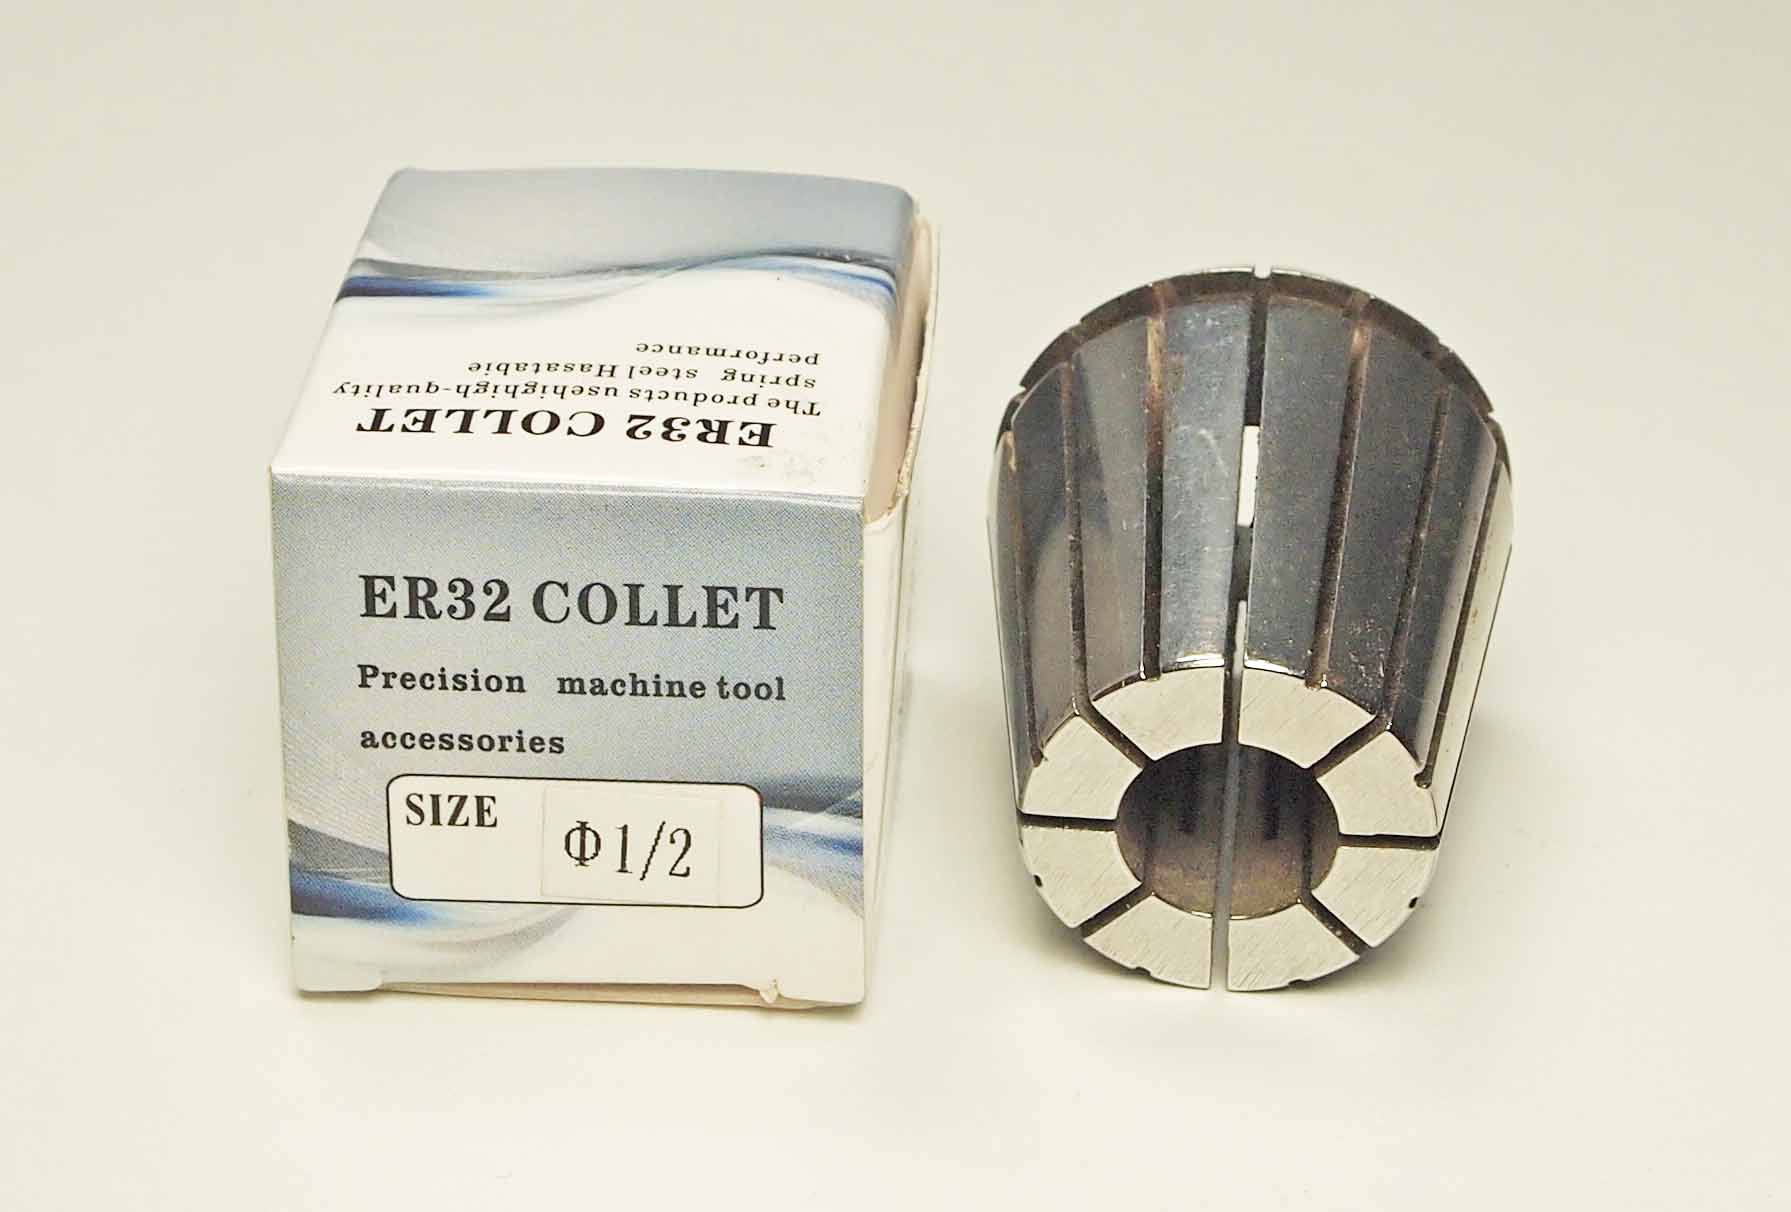 ER32 COLLET
The products usehighigh-quality
spring steel Hasatabie
performance
ER32 COLLET
Precision machine tool
accessories
SIZE
Φ1/2